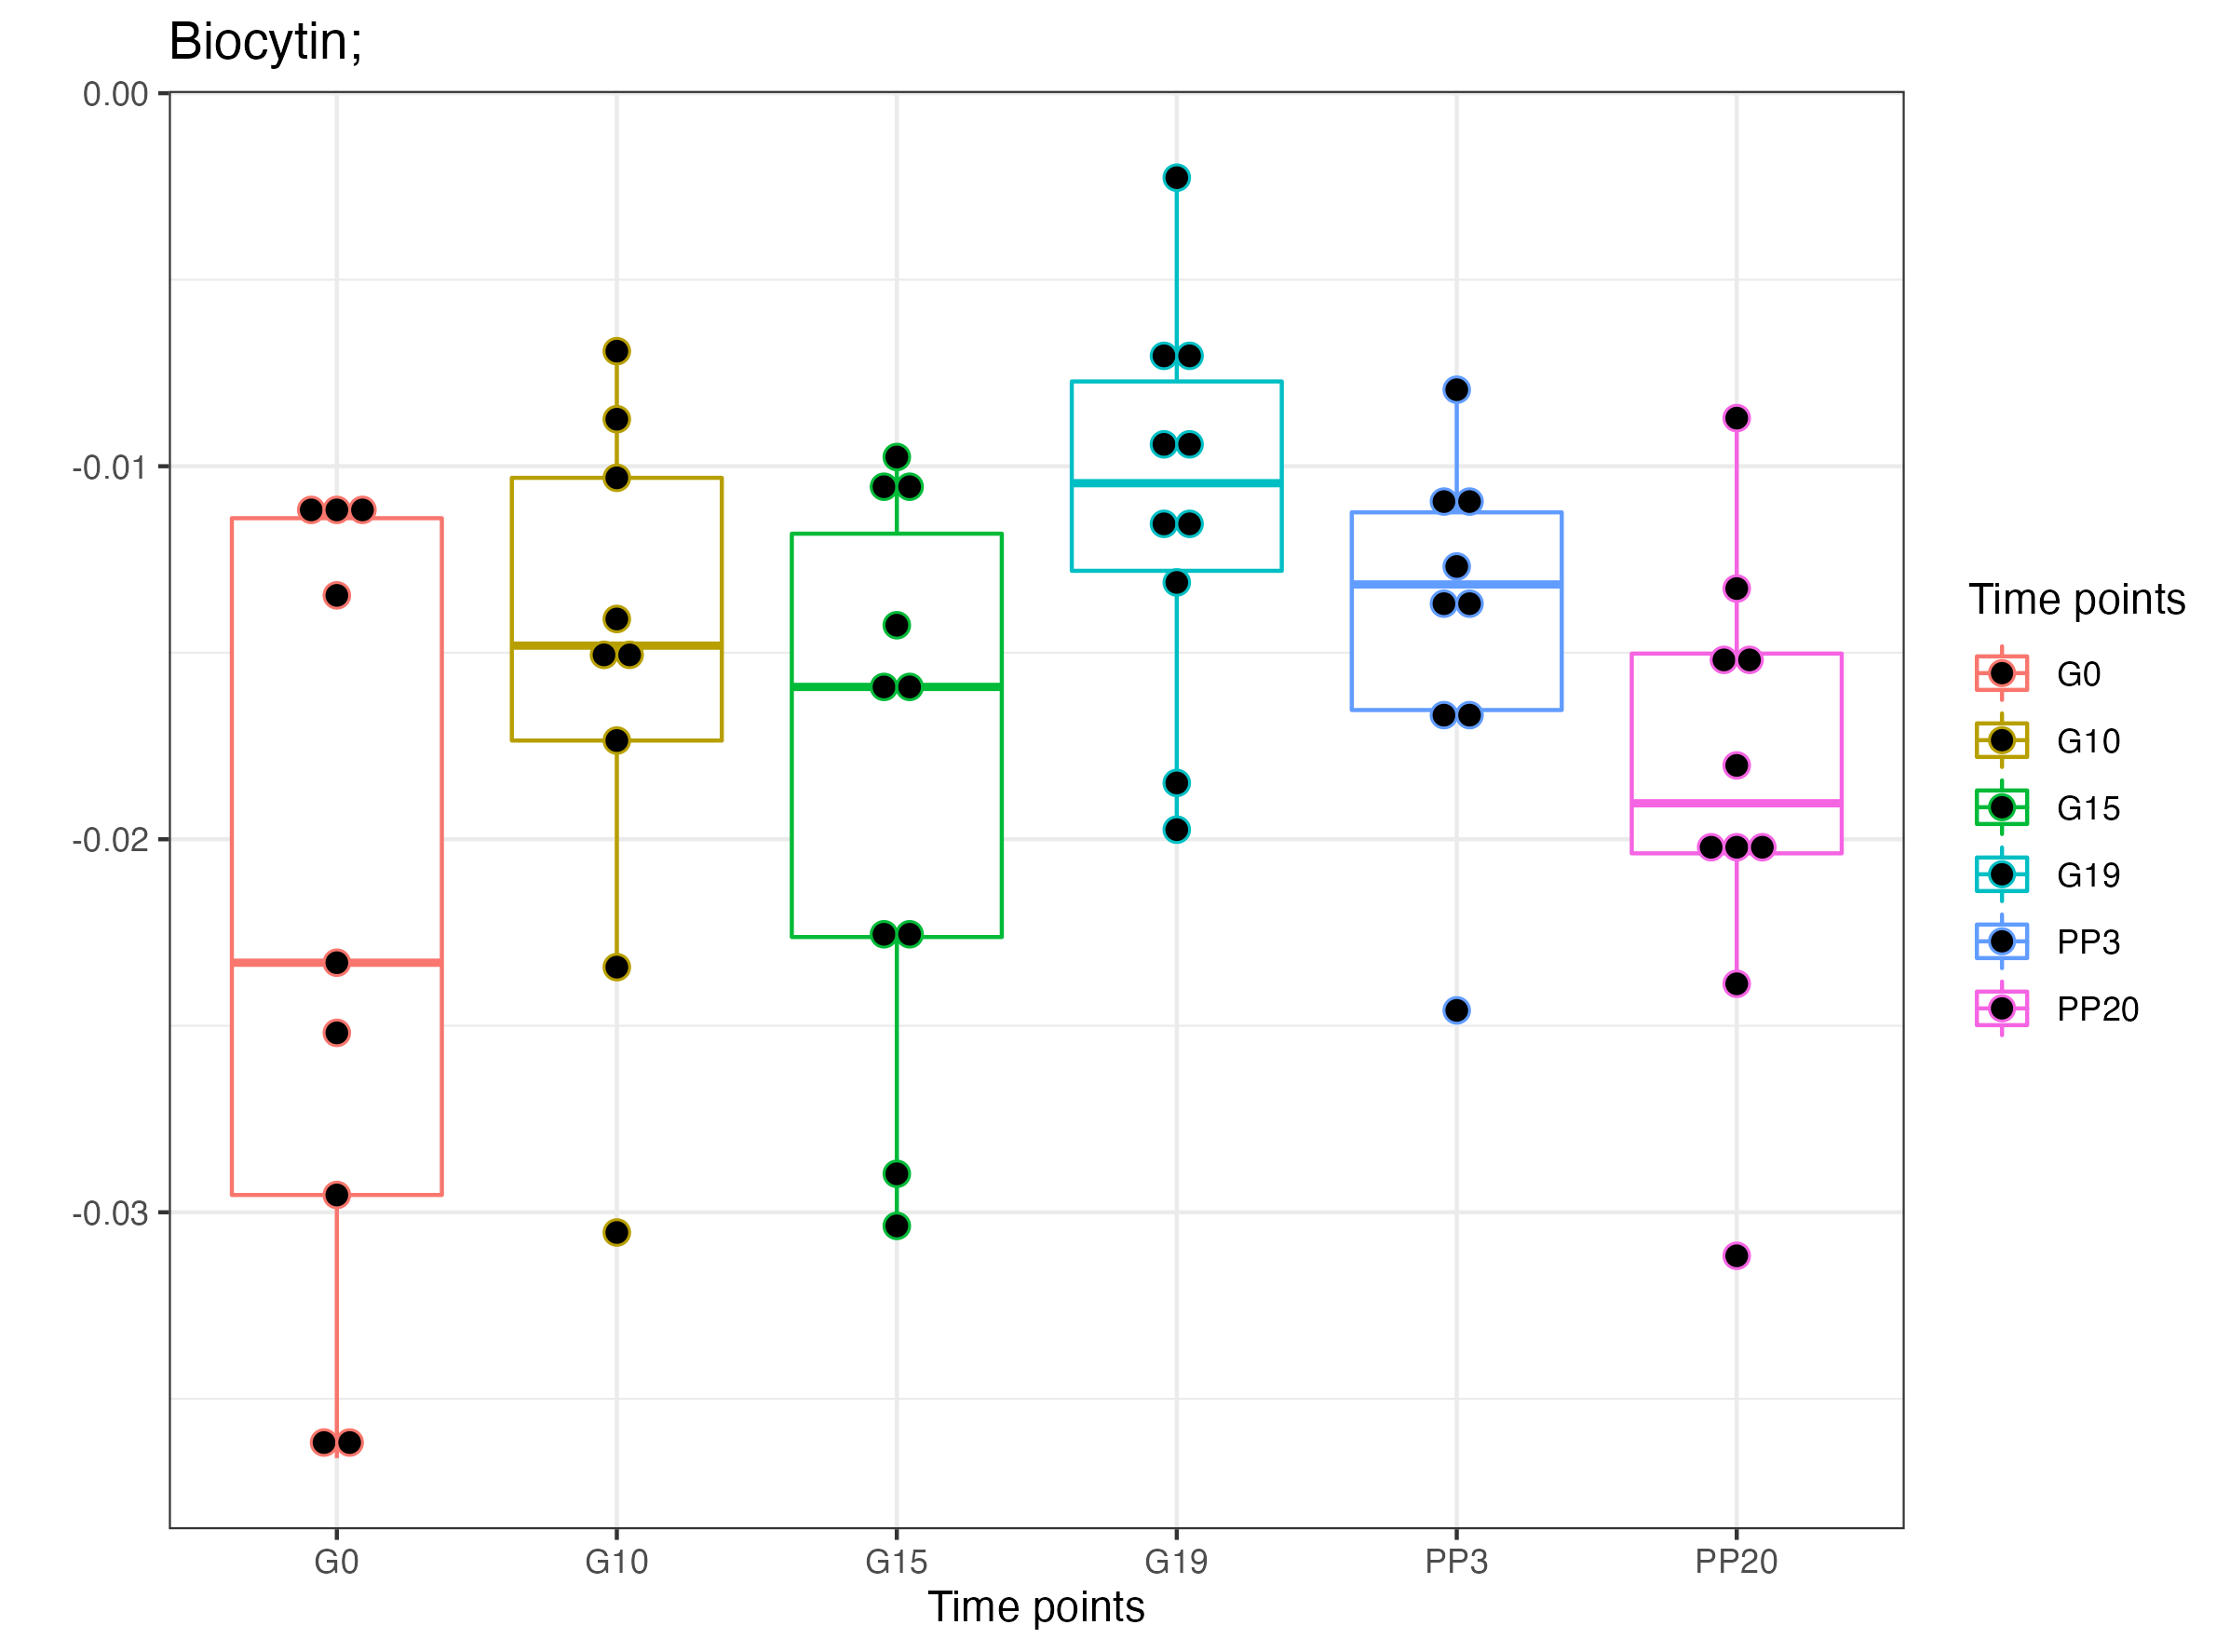 Biocytin;
0.00
-0.01
-0.02
-0.03
G0 G10 G15 G19 PP3 PP20
Time points
Time points
G0
G10
G15
G19
PP3
PP20